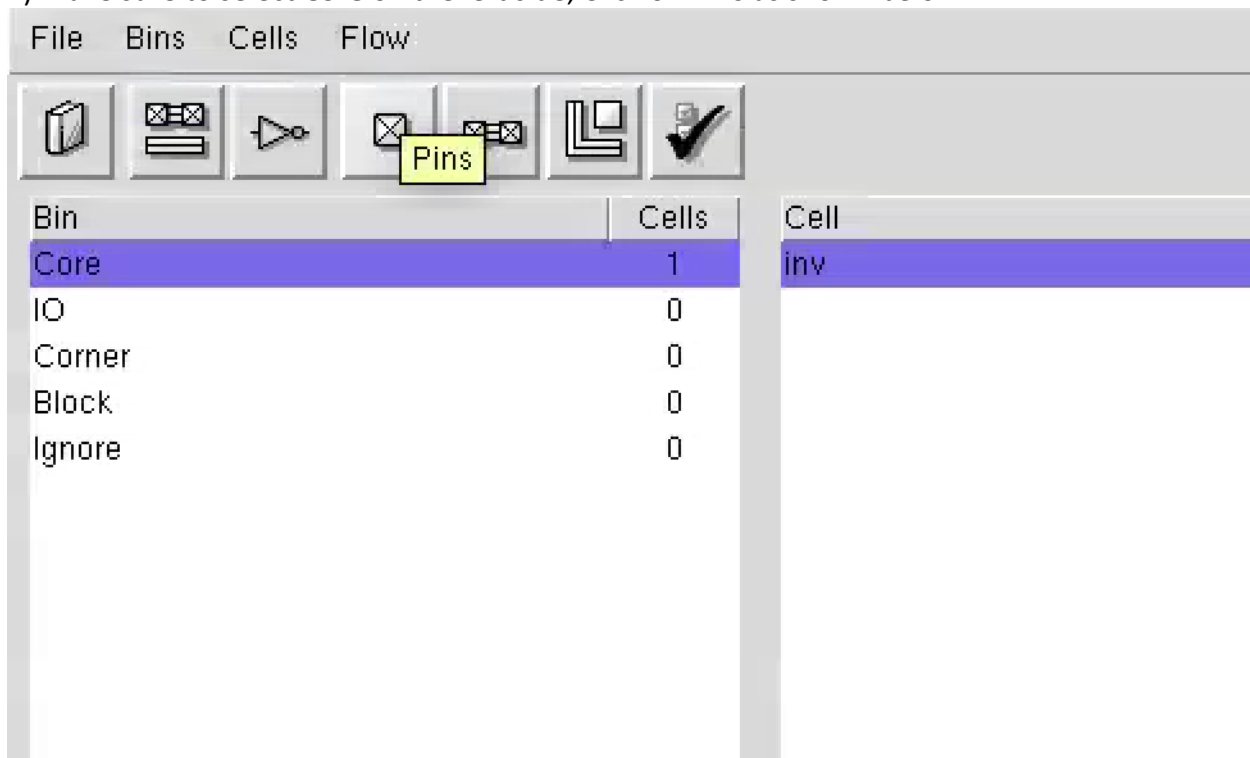 File Bins Cells Flow
Pins
Bin Cells Cell
Core 1 inv
IO 0
Corner 0
Block 0
Ignore 0